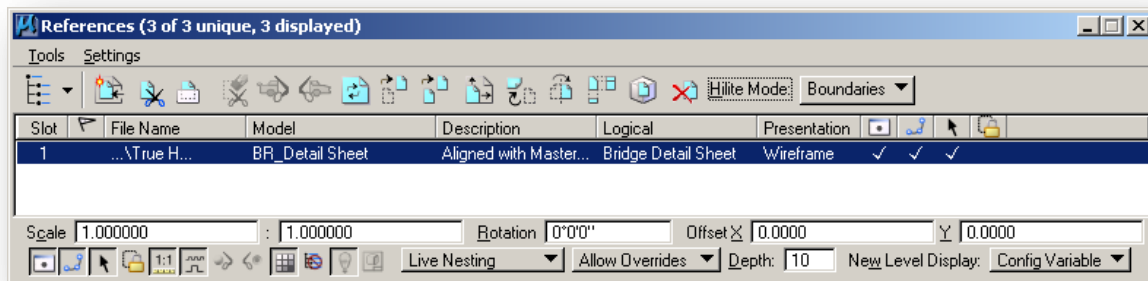 References (3 of 3 unique, 3 displayed)
Tools Settings
Hilite Mode: Boundaries
Slot File Name Model Description Logical Presentation
1 ...\True H... BR_Detail Sheet Aligned with Master... Bridge Detail Sheet Wireframe
Scale 1.000000 : 1.000000 Rotation 0°0'0" Offset X 0.0000 Y 0.0000
1:1 Live Nesting Allow Overrides Depth: 10 New Level Display: Config Variable